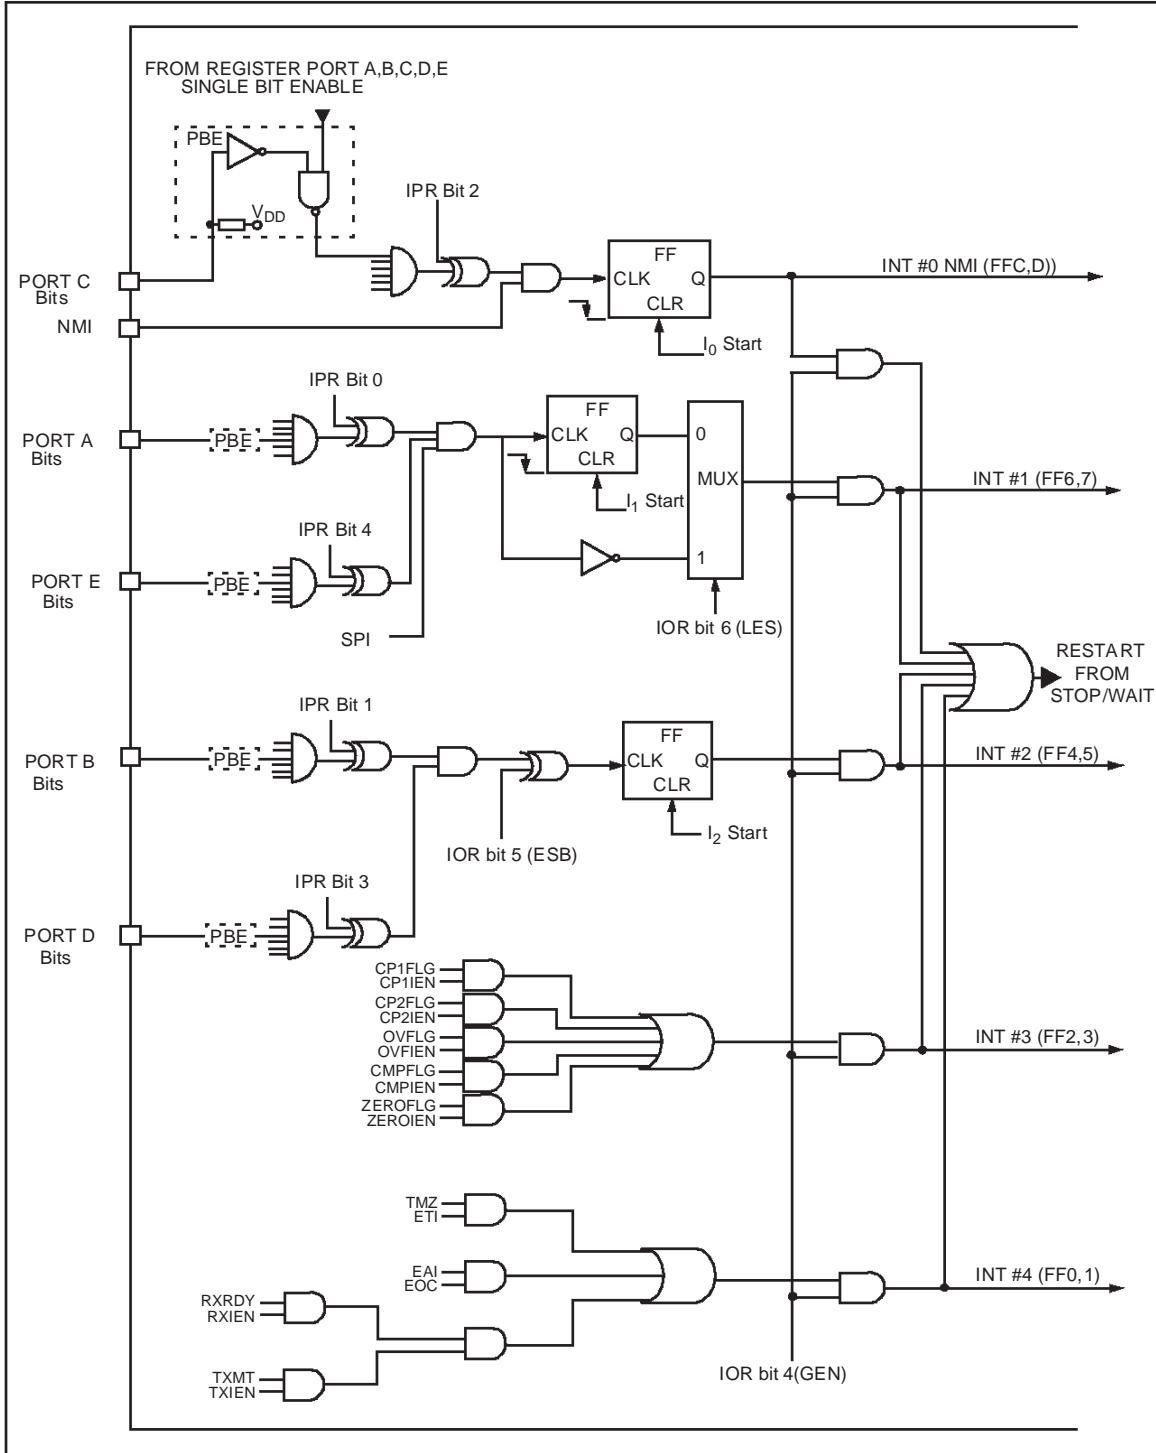 FROM REGISTER PORT A,B,C,D,E
SINGLE BIT ENABLE
PBE
VDD
IPR Bit 2
PORT C
Bits
NMI
FF
CLK
Q
CLR
I0 Start
INT #0 NMI (FFC,D))
IPR Bit 0
PORT A
Bits
PBE
FF
CLK
Q
CLR
I1 Start
0
MUX
1
INT #1 (FF6,7)
IPR Bit 4
PORT E
Bits
PBE
SPI
IOR bit 6 (LES)
RESTART
FROM
STOP/WAIT
IPR Bit 1
PORT B
Bits
PBE
IOR bit 5 (ESB)
FF
CLK
Q
CLR
I2 Start
INT #2 (FF4,5)
IPR Bit 3
PORT D
Bits
PBE
CP1FLG
CP1IEN
CP2FLG
CP2IEN
OVFLG
OVFIEN
CMPFLG
CMPIEN
ZEROFLG
ZEROIEN
INT #3 (FF2,3)
TMZ
ETI
EAI
EOC
RXRDY
RXIEN
TXMT
TXIEN
INT #4 (FF0,1)
IOR bit 4(GEN)